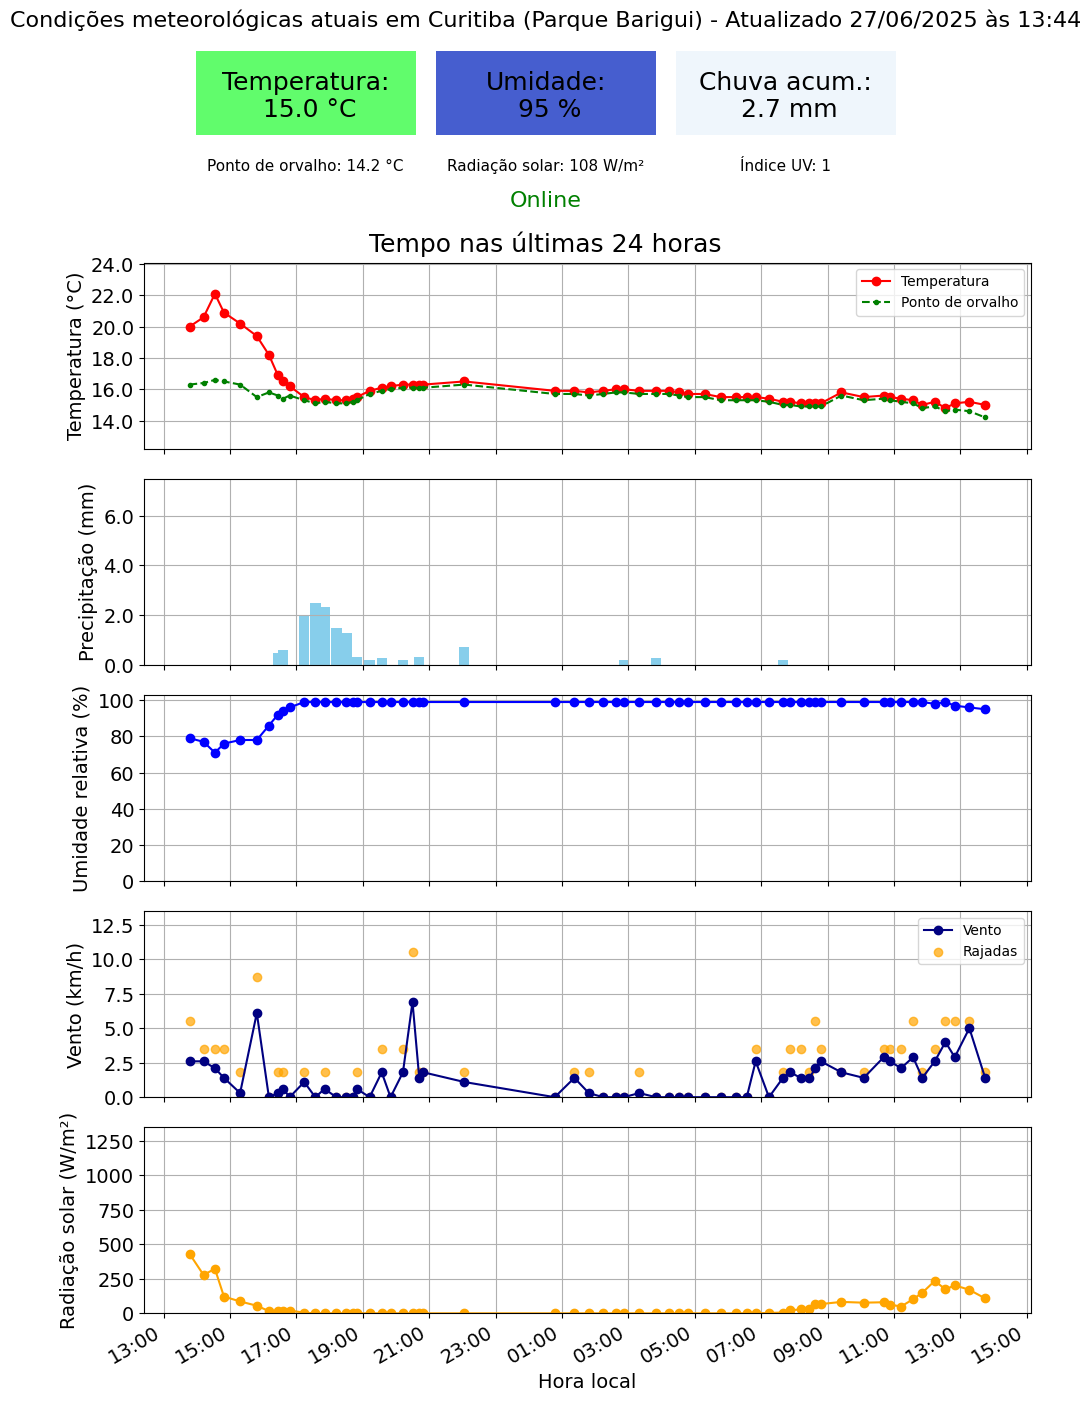 Condições meteorológicas atuais em Curitiba (Parque Barigui) - Atualizado 27/06/2025 às 13:44
Temperatura:
15.0 °C
Umidade:
95 %
Chuva acum.:
2.7 mm
Ponto de orvalho: 14.2 °C
Radiação solar: 108 W/m²
Índice UV: 1
Online
Tempo nas últimas 24 horas
Temperatura (°C)
24.0
22.0
20.0
18.0
16.0
14.0
Temperatura
Ponto de orvalho
Precipitação (mm)
6.0
4.0
2.0
0.0
Umidade relativa (%)
100
80
60
40
20
0
Vento (km/h)
12.5
10.0
7.5
5.0
2.5
0.0
Vento
Rajadas
Radiação solar (W/m²)
1250
1000
750
500
250
0
13:00
15:00
17:00
19:00
21:00
23:00
01:00
03:00
05:00
07:00
09:00
11:00
13:00
15:00
Hora local